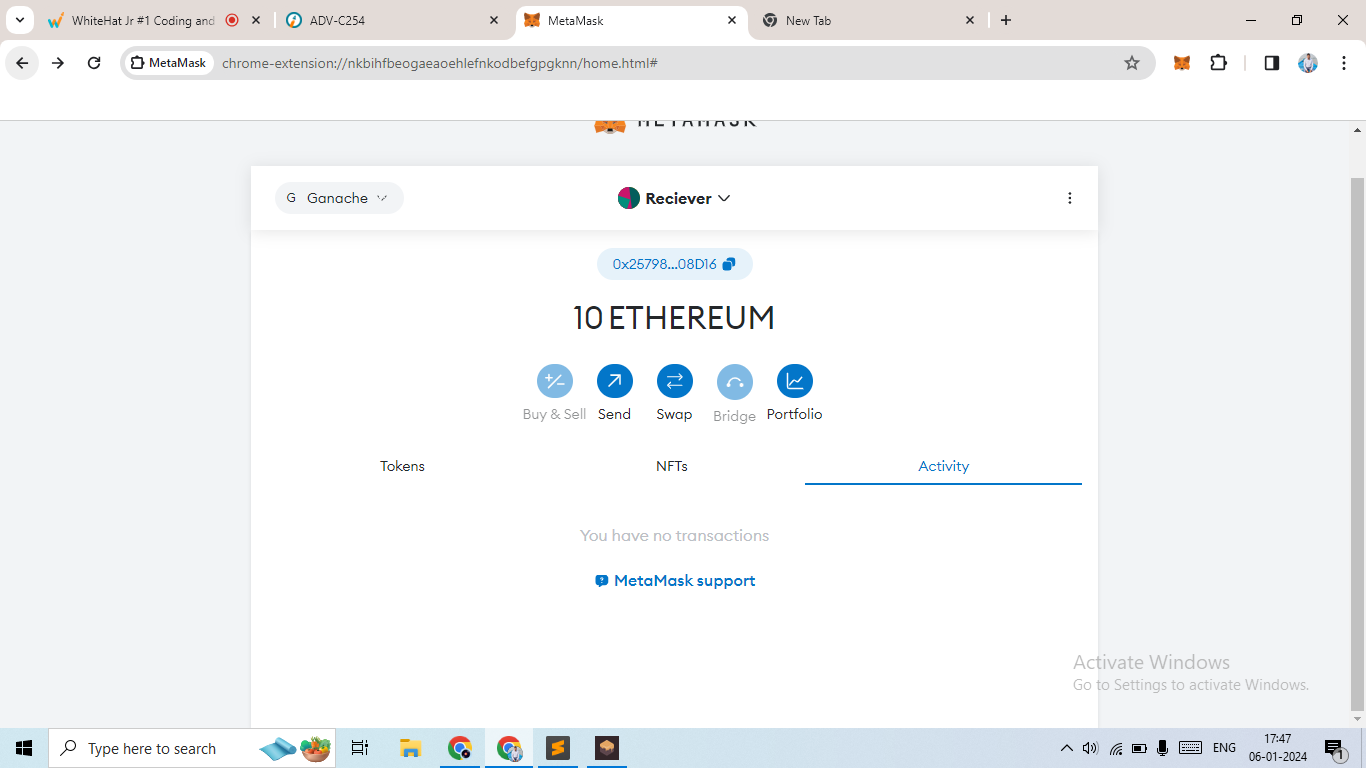 WhiteHat Jr #1 Coding and
ADV-C254
MetaMask
New Tab
MetaMask
chrome-extension://nkbihfbeogaeaoehlefnkodbefgpgknn/home.html#
METAMASK
G Ganache
Reciever
0x25798...08D16
10 ETHEREUM
Buy & Sell
Send
Swap
Bridge
Portfolio
Tokens
NFTs
Activity
You have no transactions
MetaMask support
Activate Windows
Go to Settings to activate Windows.
Type here to search
ENG
17:47
06-01-2024
1